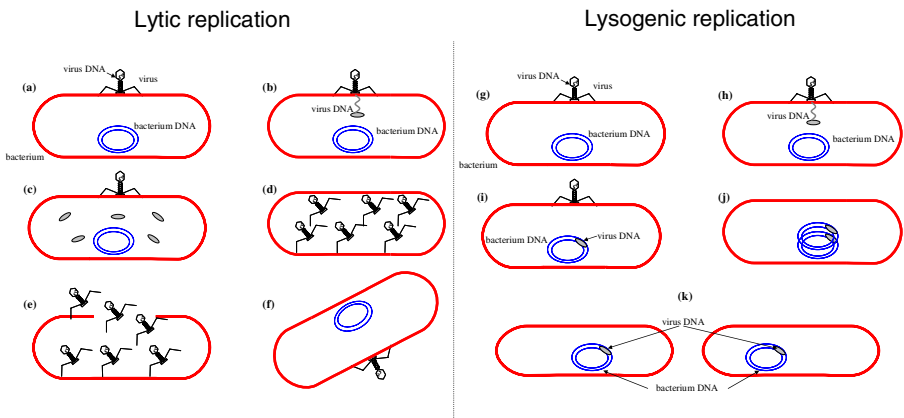 Lytic replication
virus DNA
virus
(a)
bacterium DNA
bacterium
(b)
virus DNA
bacterium DNA
(c)
(d)
(e)
(f)
Lysogenic replication
virus DNA
virus
(g)
bacterium DNA
bacterium
(h)
virus DNA
bacterium DNA
(i)
bacterium DNA
virus DNA
(j)
(k)
virus DNA
bacterium DNA